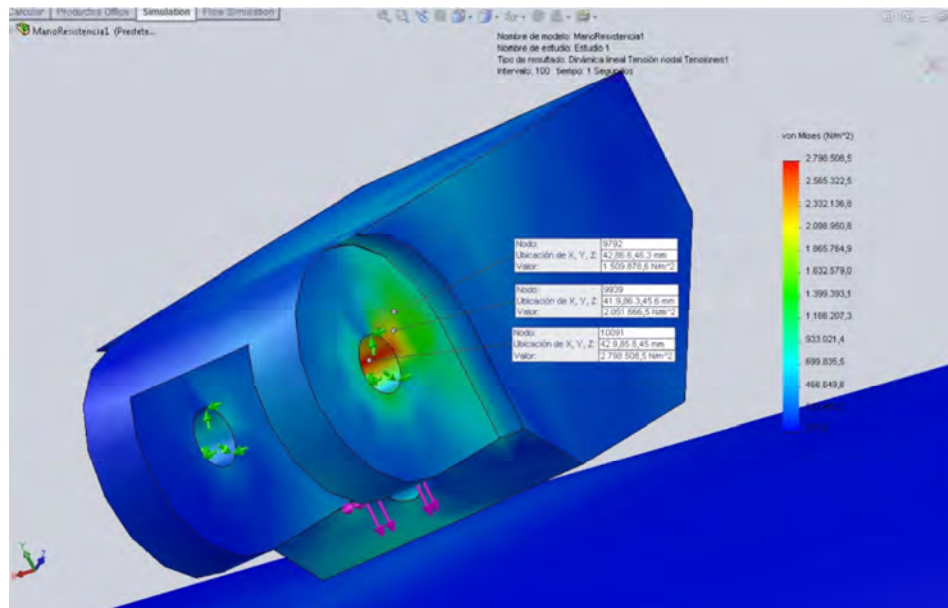 Calcular Productos Office Simulation Flow Simulation
ManoResistencia1 (Predete...
Nombre de modelo: ManoResistencia1
Nombre de estudio: Estudio 1
Tipo de resultado: Dinámica lineal Tensión nodal Tensiones1
Intervalo: 100 tiempo: 1 Segundos
von Mises (N/m^2)
2.798.508,5
2.565.322,5
2.332.136,8
2.098.950,8
1.865.764,9
1.632.579,0
1.399.393,1
1.166.207,3
933.021,4
699.835,5
466.649,6
Nodo: 9792
Ubicación de X, Y, Z: 42,86.6,46.3 mm
Valor: 1.509.878,6 N/m^2
Nodo: 9939
Ubicación de X, Y, Z: 41.9,86.3,45.6 mm
Valor: 2.051.666,5 N/m^2
Nodo: 10091
Ubicación de X, Y, Z: 42.9,85.8,45 mm
Valor: 2.798.508,5 N/m^2